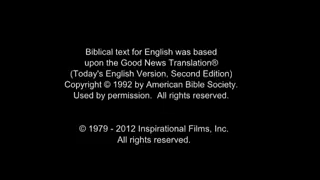 Biblical text for English was based
upon the Good News Translation®
(Today's English Version, Second Edition)
Copyright © 1992 by American Bible Society.
Used by permission.  All rights reserved.
© 1979 - 2012 Inspirational Films, Inc.
All rights reserved.